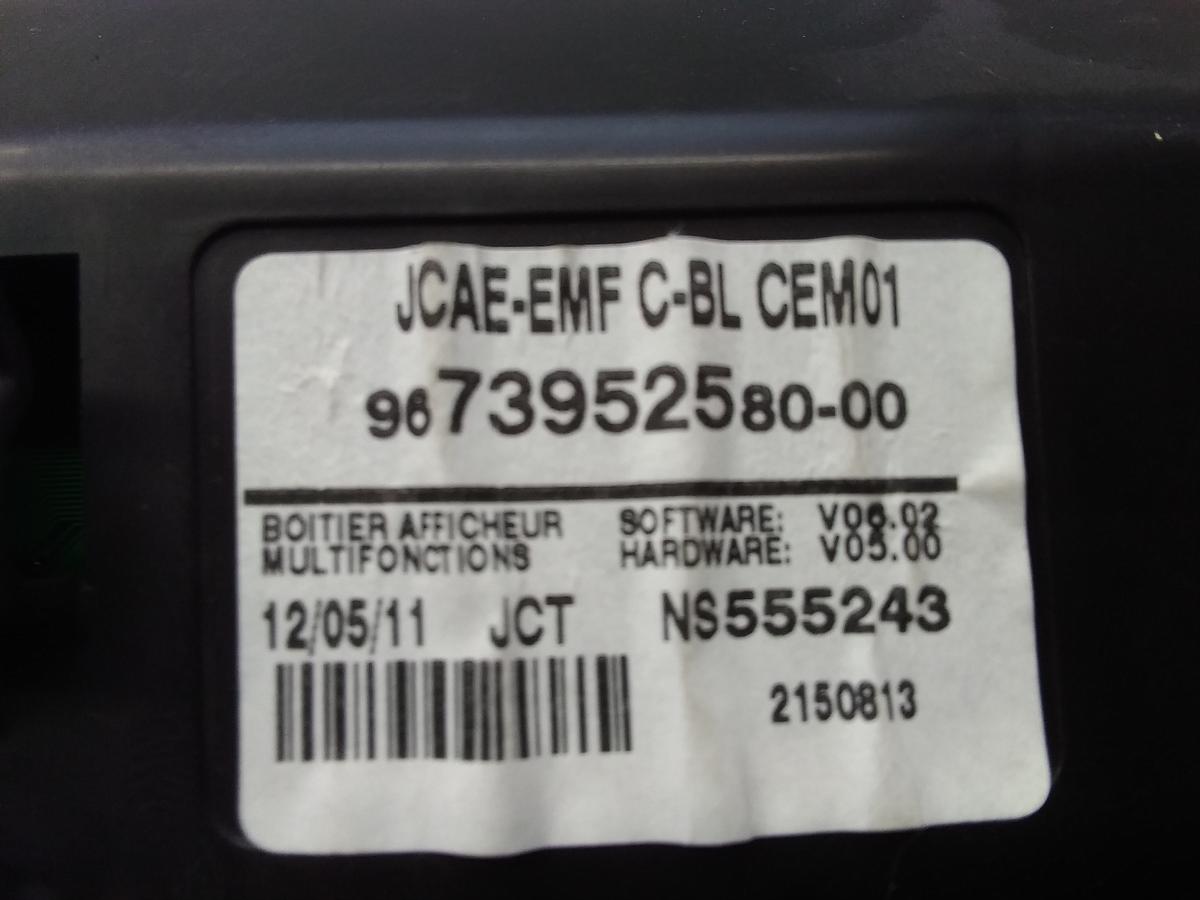 JCAE-EMF C-BL CEM01
9673952580-00
BOITIER AFFICHEUR SOFTWARE: V06.02
MULTIFONCTIONS HARDWARE: V05.00
12/05/11 JCT NS555243
2150813